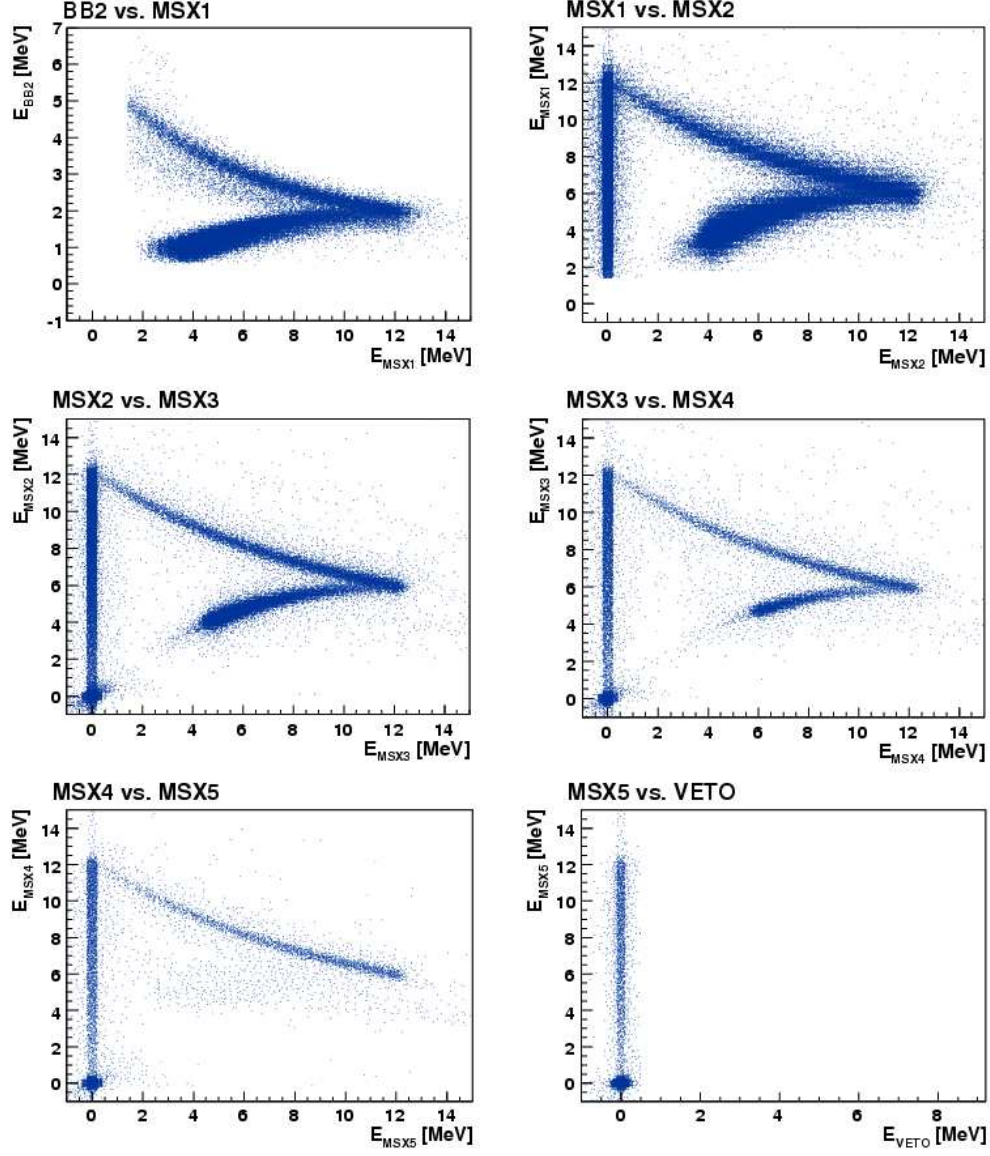 BB2 vs. MSX1
E_BB2 [MeV]
7
6
5
4
3
2
1
0
-1
0 2 4 6 8 10 12 14
E_MSX1 [MeV]
MSX1 vs. MSX2
E_MSX1 [MeV]
14
12
10
8
6
4
2
0
0 2 4 6 8 10 12 14
E_MSX2 [MeV]
MSX2 vs. MSX3
E_MSX2 [MeV]
14
12
10
8
6
4
2
0
0 2 4 6 8 10 12 14
E_MSX3 [MeV]
MSX3 vs. MSX4
E_MSX3 [MeV]
14
12
10
8
6
4
2
0
0 2 4 6 8 10 12 14
E_MSX4 [MeV]
MSX4 vs. MSX5
E_MSX4 [MeV]
14
12
10
8
6
4
2
0
0 2 4 6 8 10 12 14
E_MSX5 [MeV]
MSX5 vs. VETO
E_MSX5 [MeV]
14
12
10
8
6
4
2
0
0 2 4 6 8
E_VETO [MeV]